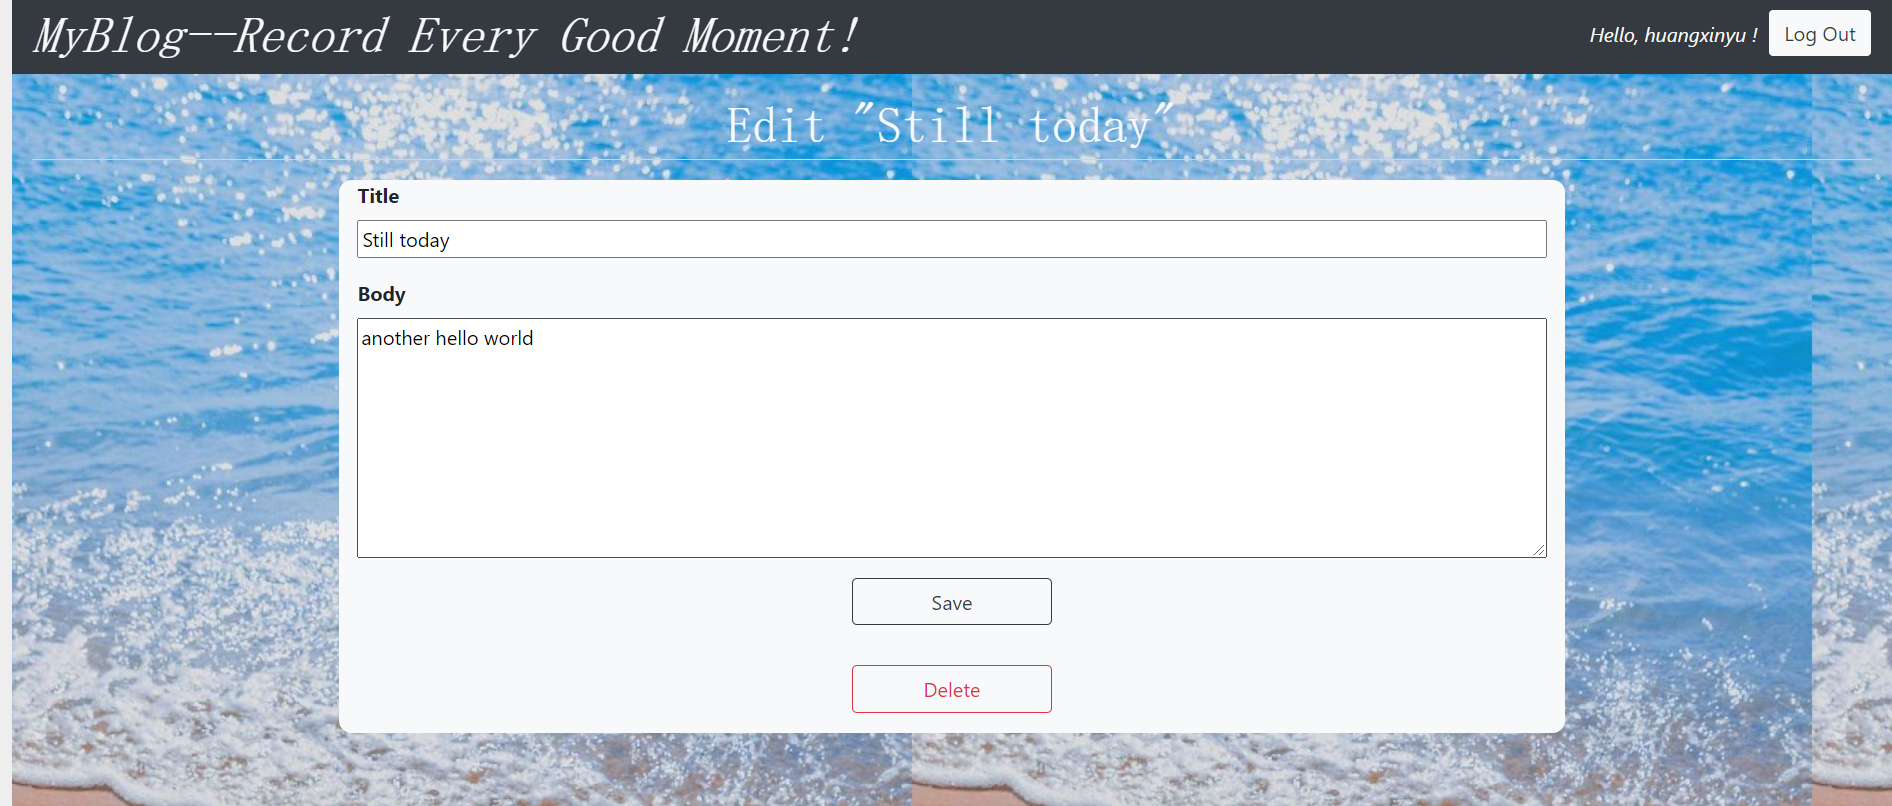 MyBlog--Record Every Good Moment!
Hello, huangxinyu !
Log Out
Edit "Still today"
Title
Still today
Body
another hello world
Save
Delete